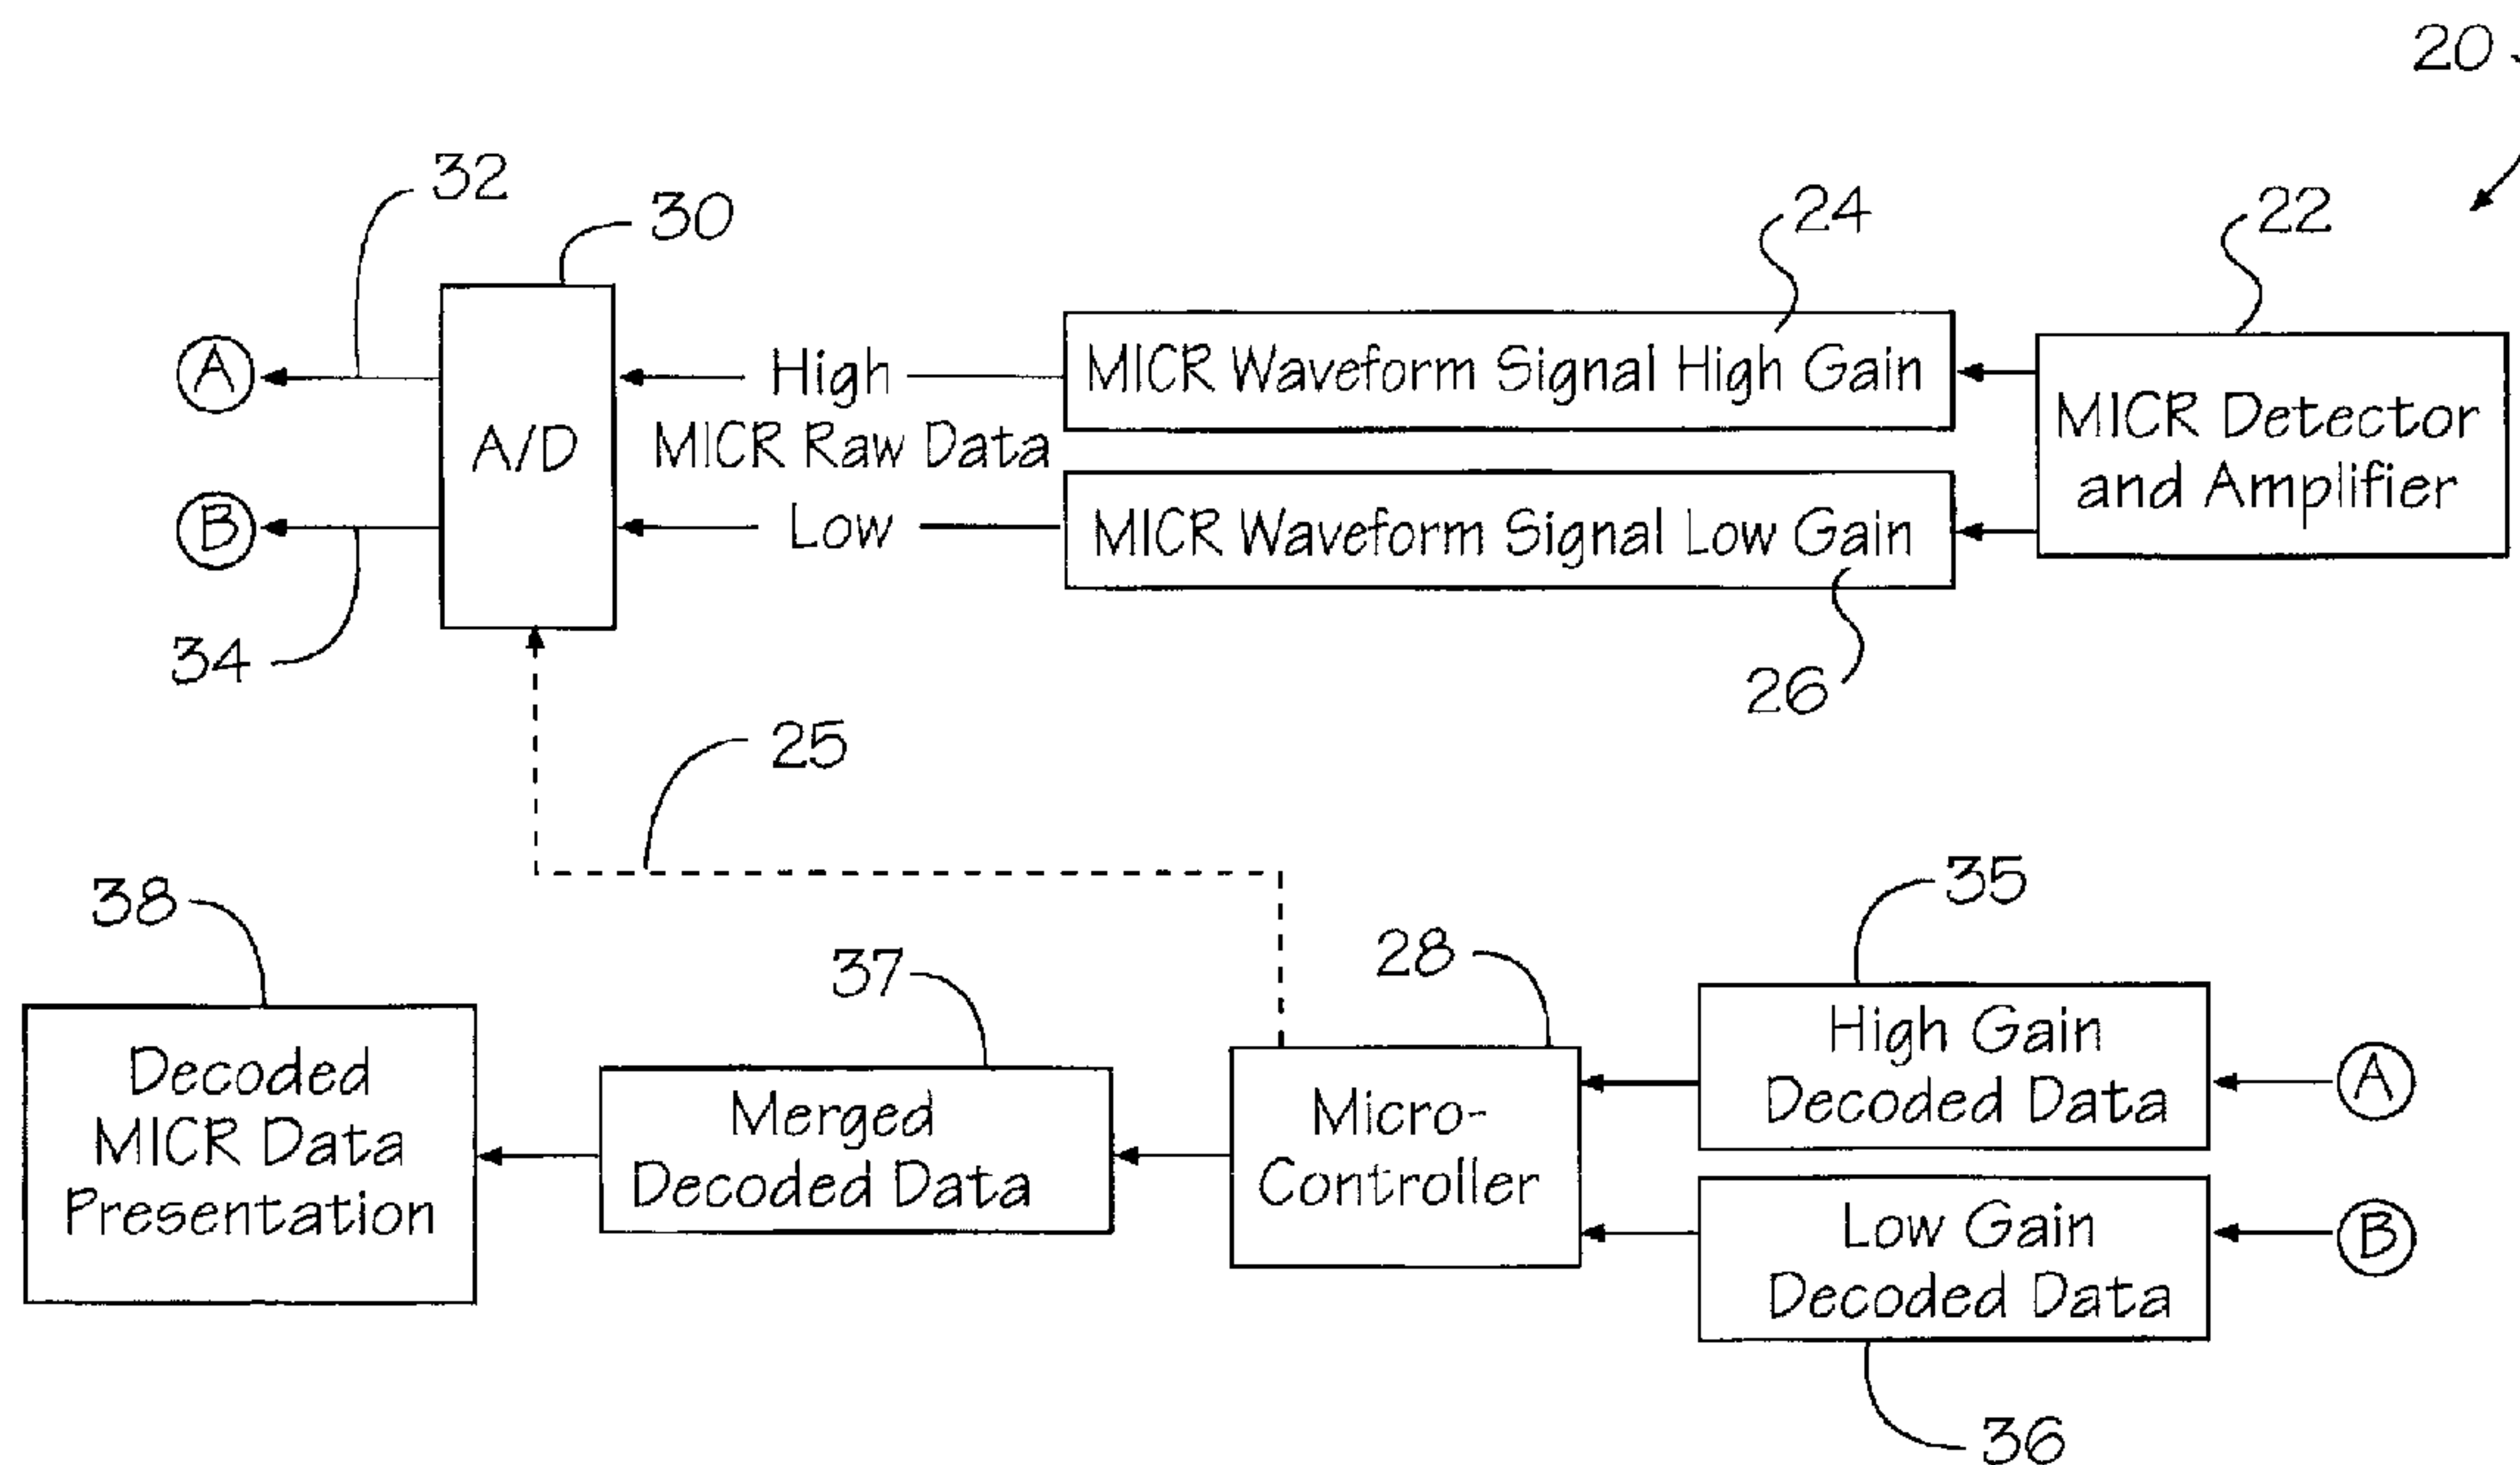 20
32
30
24
22
A
High
MICR Waveform Signal High Gain
MICR Detector
and Amplifier
A/D
MICR Raw Data
B
Low
MICR Waveform Signal Low Gain
34
26
25
38
37
28
35
Decoded
MICR Data
Presentation
Merged
Decoded Data
Micro-
Controller
High Gain
Decoded Data
A
Low Gain
Decoded Data
B
36